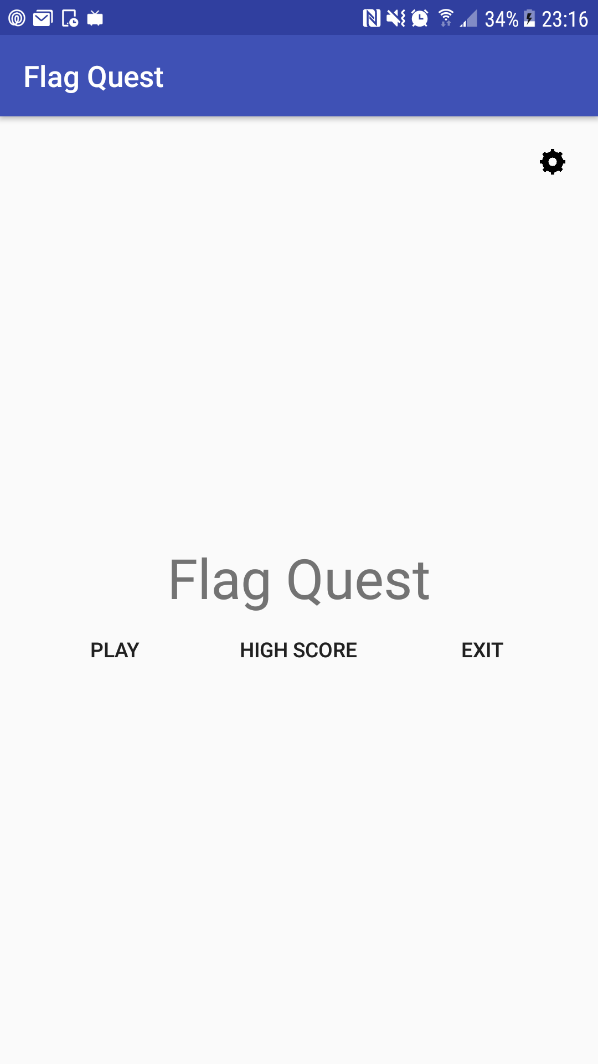 34% 23:16
Flag Quest
Flag Quest
PLAY HIGH SCORE EXIT